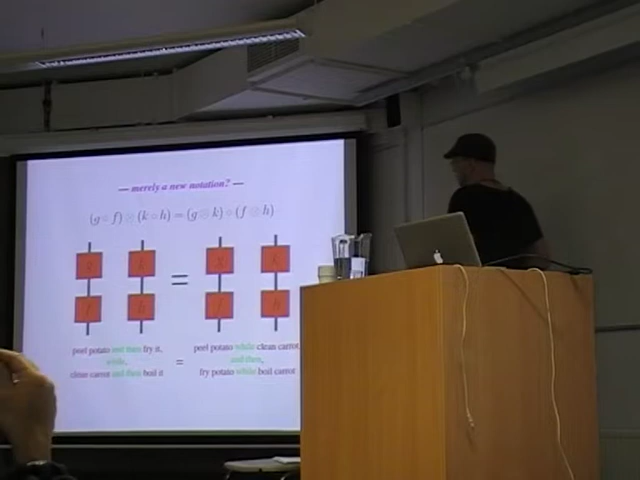 — merely a new notation? —
(g ∘ f) ⊗ (k ∘ h) = (g ⊗ k) ∘ (f ⊗ h)
g k = g k
f h f h
peel potato and then fry it,
while,
clean carrot and then boil it
=
peel potato while clean carrot,
and then,
fry potato while boil carrot